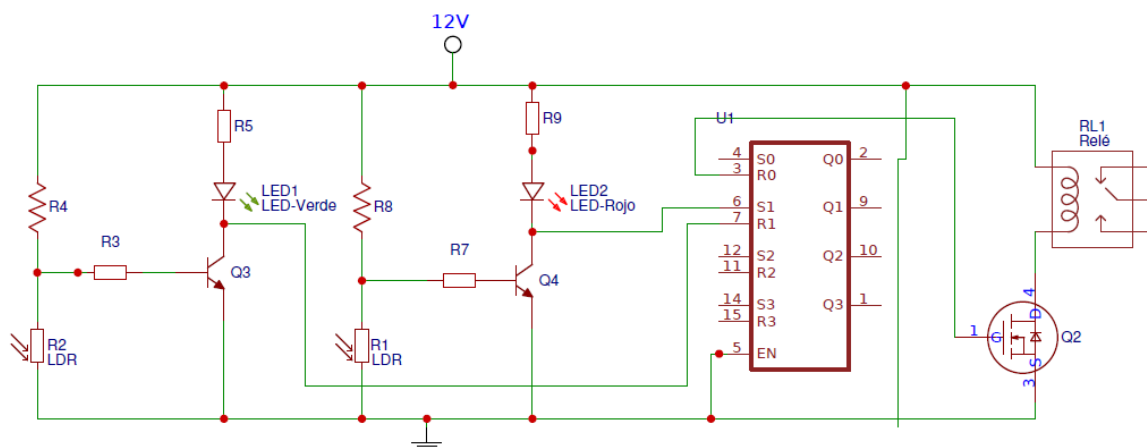 12V
R5
R9
U1
RL1
Relé
4 S0 Q0 2
3 R0
LED1
LED-Verde
LED2
LED-Rojo
R4
R8
6 S1 Q1 9
7 R1
R3
R7
Q3
Q4
12 S2 Q2 10
11 R2
14 S3 Q3 1
15 R3
4
D
R2
LDR
R1
LDR
5 EN
1 G
Q2
S
3